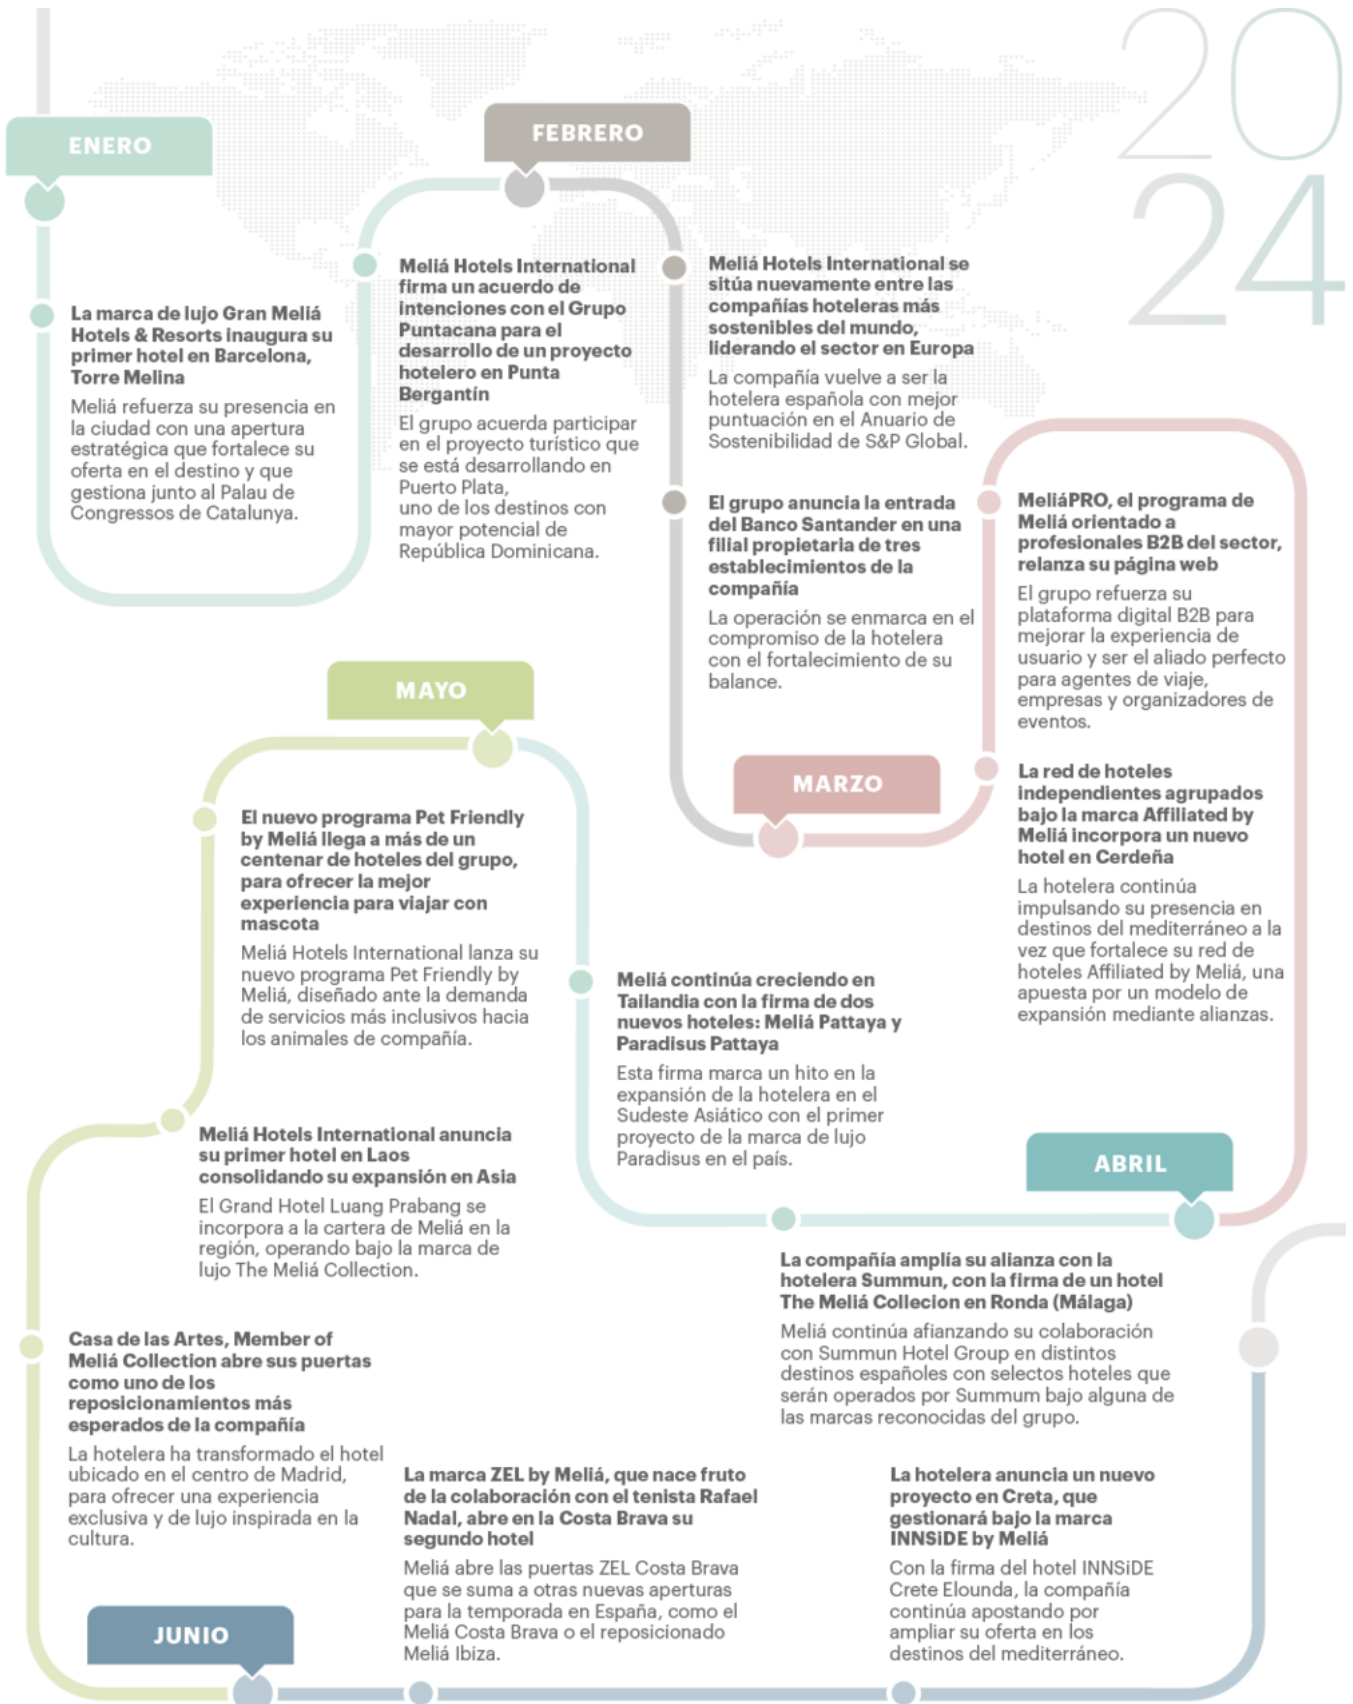 20
24
ENERO
La marca de lujo Gran Meliá
Hotels & Resorts inaugura su
primer hotel en Barcelona,
Torre Melina
Meliá refuerza su presencia en
la ciudad con una apertura
estratégica que fortalece su
oferta en el destino y que
gestiona junto al Palau de
Congressos de Catalunya.
Meliá Hotels International
firma un acuerdo de
intenciones con el Grupo
Puntacana para el
desarrollo de un proyecto
hotelero en Punta
Bergantín
El grupo acuerda participar
en el proyecto turístico que
se está desarrollando en
Puerto Plata,
uno de los destinos con
mayor potencial de
República Dominicana.
FEBRERO
Meliá Hotels International se
sitúa nuevamente entre las
compañías hoteleras más
sostenibles del mundo,
liderando el sector en Europa
La compañía vuelve a ser la
hotelera española con mejor
puntuación en el Anuario de
Sostenibilidad de S&P Global.
El grupo anuncia la entrada
del Banco Santander en una
filial propietaria de tres
establecimientos de la
compañía
La operación se enmarca en el
compromiso de la hotelera
con el fortalecimiento de su
balance.
MARZO
MeliáPRO, el programa de
Meliá orientado a
profesionales B2B del sector,
relanza su página web
El grupo refuerza su
plataforma digital B2B para
mejorar la experiencia de
usuario y ser el aliado perfecto
para agentes de viaje,
empresas y organizadores de
eventos.
La red de hoteles
independientes agrupados
bajo la marca Affiliated by
Meliá incorpora un nuevo
hotel en Cerdeña
La hotelera continúa
impulsando su presencia en
destinos del mediterráneo a la
vez que fortalece su red de
hoteles Affiliated by Meliá, una
apuesta por un modelo de
expansión mediante alianzas.
ABRIL
La compañía amplía su alianza con la
hotelera Summun, con la firma de un hotel
The Meliá Collecion en Ronda (Málaga)
Meliá continúa afianzando su colaboración
con Summun Hotel Group en distintos
destinos españoles con selectos hoteles que
serán operados por Summum bajo alguna de
las marcas reconocidas del grupo.
Meliá continúa creciendo en
Tailandia con la firma de dos
nuevos hoteles: Meliá Pattaya y
Paradisus Pattaya
Esta firma marca un hito en la
expansión de la hotelera en el
Sudeste Asiático con el primer
proyecto de la marca de lujo
Paradisus en el país.
MAYO
El nuevo programa Pet Friendly
by Meliá llega a más de un
centenar de hoteles del grupo,
para ofrecer la mejor
experiencia para viajar con
mascota
Meliá Hotels International lanza su
nuevo programa Pet Friendly by
Meliá, diseñado ante la demanda
de servicios más inclusivos hacia
los animales de compañía.
Meliá Hotels International anuncia
su primer hotel en Laos
consolidando su expansión en Asia
El Grand Hotel Luang Prabang se
incorpora a la cartera de Meliá en la
región, operando bajo la marca de
lujo The Meliá Collection.
Casa de las Artes, Member of
Meliá Collection abre sus puertas
como uno de los
reposicionamientos más
esperados de la compañía
La hotelera ha transformado el hotel
ubicado en el centro de Madrid,
para ofrecer una experiencia
exclusiva y de lujo inspirada en la
cultura.
JUNIO
La marca ZEL by Meliá, que nace fruto
de la colaboración con el tenista Rafael
Nadal, abre en la Costa Brava su
segundo hotel
Meliá abre las puertas ZEL Costa Brava
que se suma a otras nuevas aperturas
para la temporada en España, como el
Meliá Costa Brava o el reposicionado
Meliá Ibiza.
La hotelera anuncia un nuevo
proyecto en Creta, que
gestionará bajo la marca
INNSiDE by Meliá
Con la firma del hotel INNSiDE
Crete Elounda, la compañía
continúa apostando por
ampliar su oferta en los
destinos del mediterráneo.